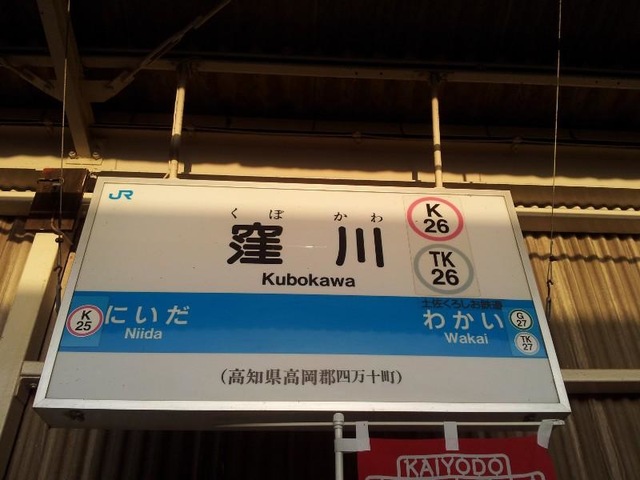 JR
くぼ かわ
窪川
Kubokawa
K
26
TK
26
K
25
にいだ
Niida
土佐くろしお鉄道
わかい
Wakai
G
27
TK
27
(高知県高岡郡四万十町)
KAIYODO